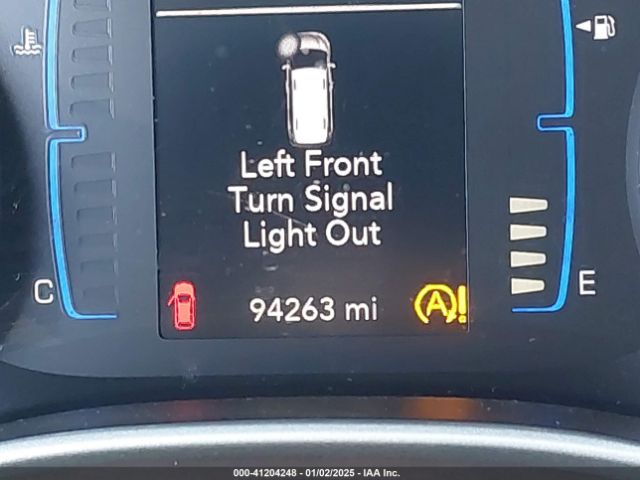 Left Front
Turn Signal
Light Out
C
94263 mi
A!
E
000-41204248 - 01/02/2025 - IAA Inc.